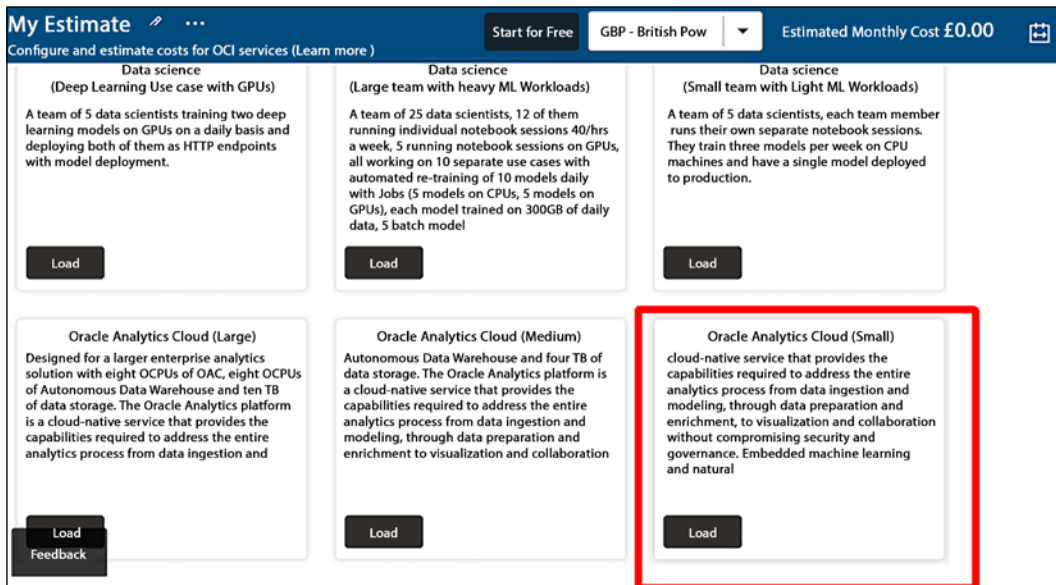 My Estimate
Configure and estimate costs for OCI services (Learn more )
Start for Free
GBP - British Pow
Estimated Monthly Cost £0.00
Data science
(Deep Learning Use case with GPUs)
A team of 5 data scientists training two deep
learning models on GPUs on a daily basis and
deploying both of them as HTTP endpoints
with model deployment.
Load
Data science
(Large team with heavy ML Workloads)
A team of 25 data scientists, 12 of them
running individual notebook sessions 40/hrs
a week, 5 running notebook sessions on GPUs,
all working on 10 separate use cases with
automated re-training of 10 models daily
with Jobs (5 models on CPUs, 5 models on
GPUs), each model trained on 300GB of daily
data, 5 batch model
Load
Data science
(Small team with Light ML Workloads)
A team of 5 data scientists, each team member
runs their own separate notebook sessions.
They train three models per week on CPU
machines and have a single model deployed
to production.
Load
Oracle Analytics Cloud (Large)
Designed for a larger enterprise analytics
solution with eight OCPUs of OAC, eight OCPUs
of Autonomous Data Warehouse and ten TB
of data storage. The Oracle Analytics platform
is a cloud-native service that provides the
capabilities required to address the entire
analytics process from data ingestion and
Load
Feedback
Oracle Analytics Cloud (Medium)
Autonomous Data Warehouse and four TB of
data storage. The Oracle Analytics platform is
a cloud-native service that provides the
capabilities required to address the entire
analytics process from data ingestion and
modeling, through data preparation and
enrichment to visualization and collaboration
Load
Oracle Analytics Cloud (Small)
cloud-native service that provides the
capabilities required to address the entire
analytics process from data ingestion and
modeling, through data preparation and
enrichment, to visualization and collaboration
without compromising security and
governance. Embedded machine learning
and natural
Load